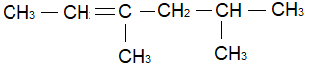 CH₃ — CH = C — CH₂ — CH — CH₃
CH₃ CH₃